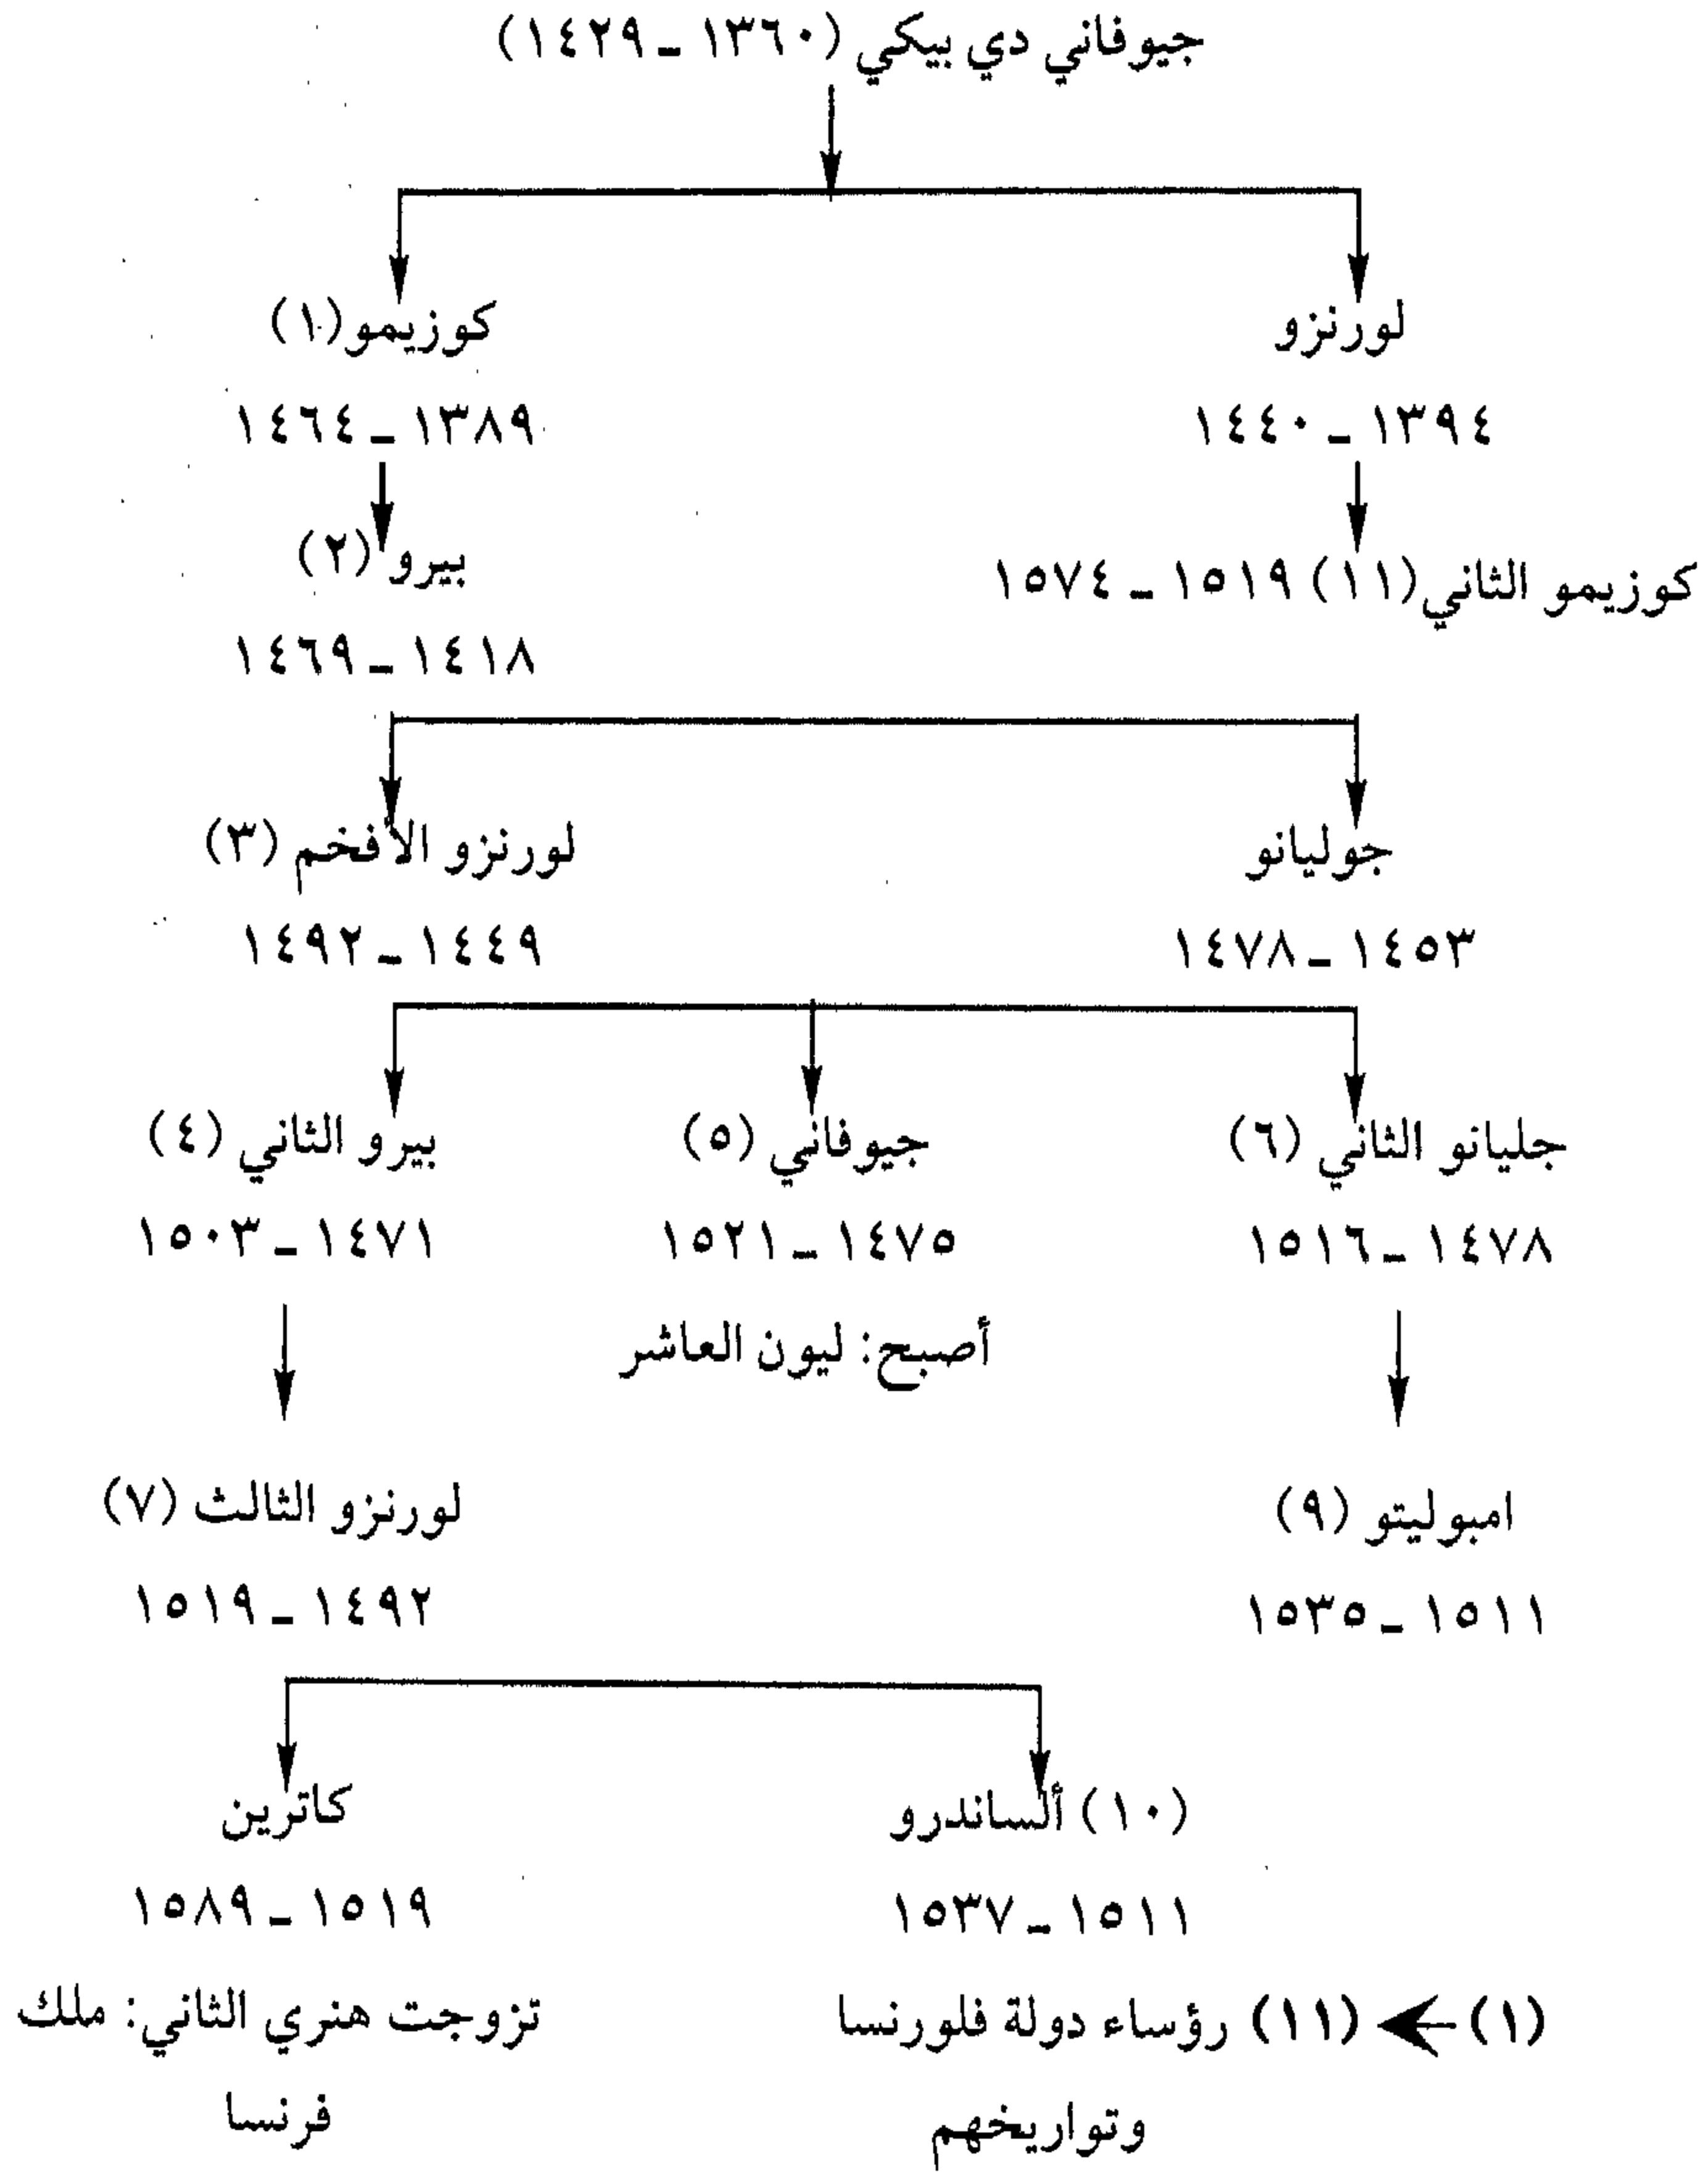 جيوفاني دي بيكي (١٣٦٠ ـ ١٤٢٩)
لورنزو
كوزيمو (١)
١٣٩٤ ـ ١٤٤٠
١٣٨٩ ـ ١٤٦٤
كوزيمو الثاني (١١) ١٥١٩ ـ ١٥٧٤
بيرو (٢)
١٤١٨ ـ ١٤٦٩
جوليانو
لورنزو الأفخم (٣)
١٤٥٣ ـ ١٤٧٨
١٤٤٩ ـ ١٤٩٢
جليانو الثاني (٦)
جيوفاني (٥)
بيرو الثاني (٤)
١٤٧٨ ـ ١٥١٦
١٤٧٥ ـ ١٥٢١
١٤٧١ ـ ١٥٠٣
أصبح: ليون العاشر
امبوليتو (٩)
لورنزو الثالث (٧)
١٥١١ ـ ١٥٣٥
١٤٩٢ ـ ١٥١٩
(١٠) ألساندرو
كاترين
١٥١١ ـ ١٥٣٧
١٥١٩ ـ ١٥٨٩
(١) ← (١١) رؤساء دولة فلورنسا
وتواريخهم
تزوجت هنري الثاني: ملك
فرنسا